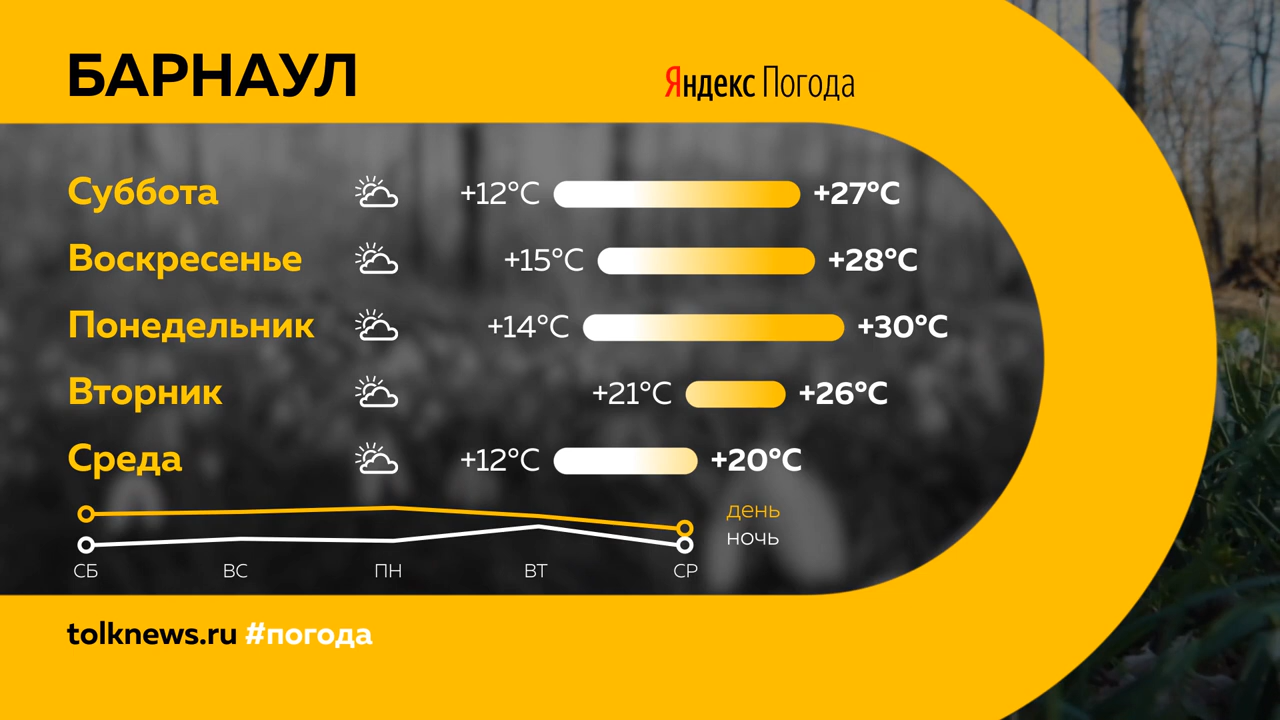 БАРНАУЛ
Яндекс Погода
Суббота +12°C +27°C
Воскресенье +15°C +28°C
Понедельник +14°C +30°C
Вторник +21°C +26°C
Среда +12°C +20°C
день
ночь
СБ ВС ПН ВТ СР
tolknews.ru #погода